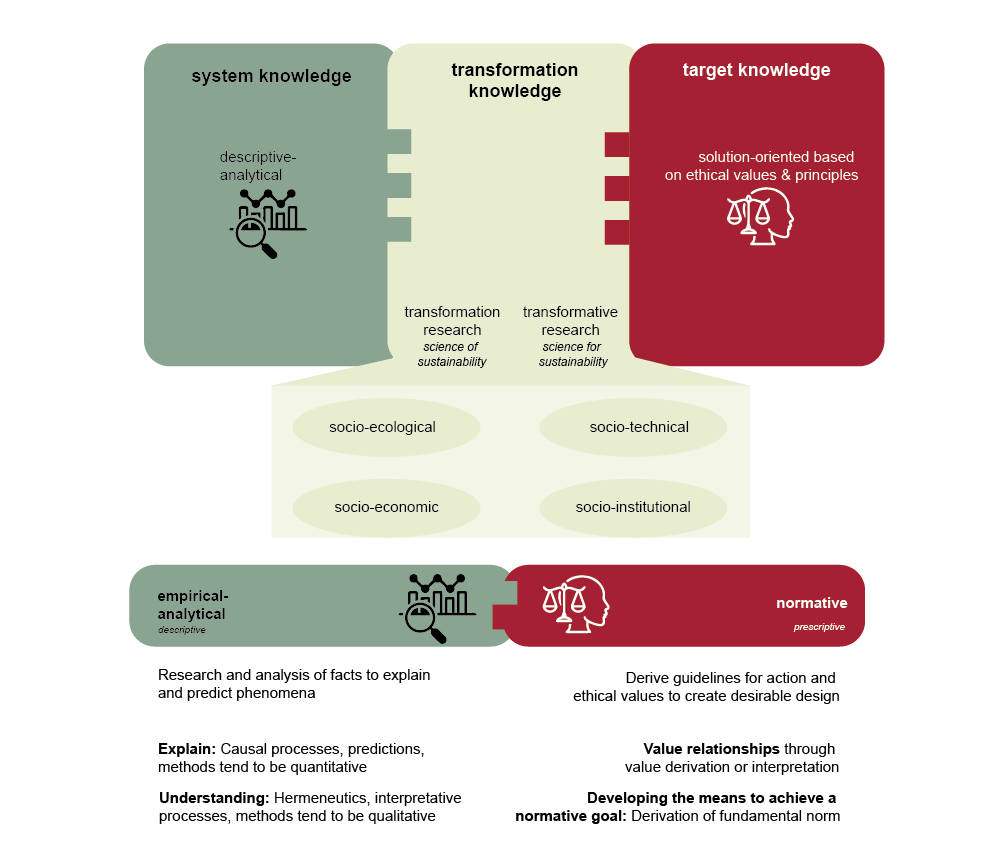 system knowledge
transformation
knowledge
target knowledge
descriptive-
analytical
solution-oriented based
on ethical values & principles
transformation
research
science of
sustainability
transformative
research
science for
sustainability
socio-ecological
socio-technical
socio-economic
socio-institutional
empirical-
analytical
descriptive
normative
prescriptive
Research and analysis of facts to explain
and predict phenomena
Derive guidelines for action and
ethical values to create desirable design
Explain: Causal processes, predictions,
methods tend to be quantitative
Value relationships through
value derivation or interpretation
Understanding: Hermeneutics, interpretative
processes, methods tend to be qualitative
Developing the means to achieve a
normative goal: Derivation of fundamental norm